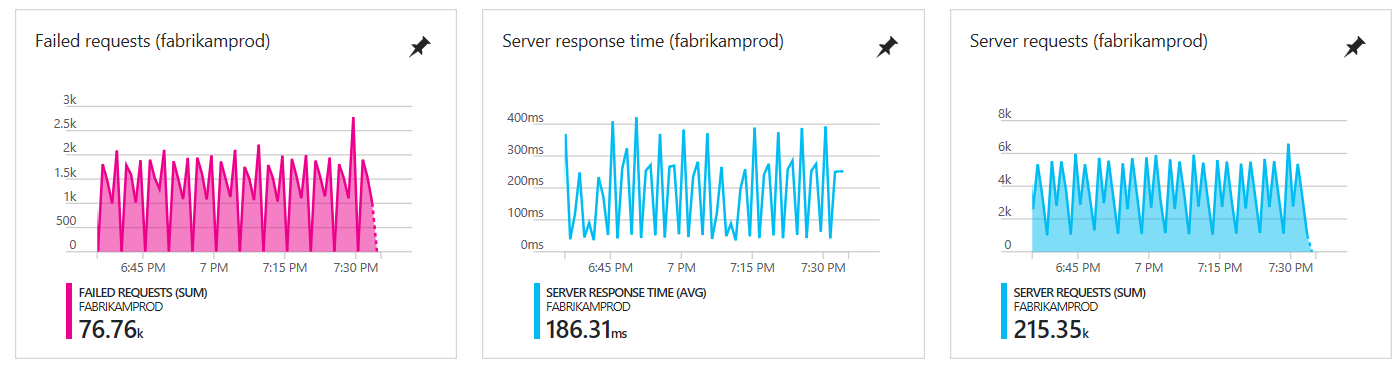 Failed requests (fabrikamprod)
3k
2.5k
2k
1.5k
1k
500
0
6:45 PM 7 PM 7:15 PM 7:30 PM
FAILED REQUESTS (SUM)
FABRIKAMPROD
76.76k
Server response time (fabrikamprod)
400ms
300ms
200ms
100ms
0ms
6:45 PM 7 PM 7:15 PM 7:30 PM
SERVER RESPONSE TIME (AVG)
FABRIKAMPROD
186.31ms
Server requests (fabrikamprod)
8k
6k
4k
2k
0
6:45 PM 7 PM 7:15 PM 7:30 PM
SERVER REQUESTS (SUM)
FABRIKAMPROD
215.35k